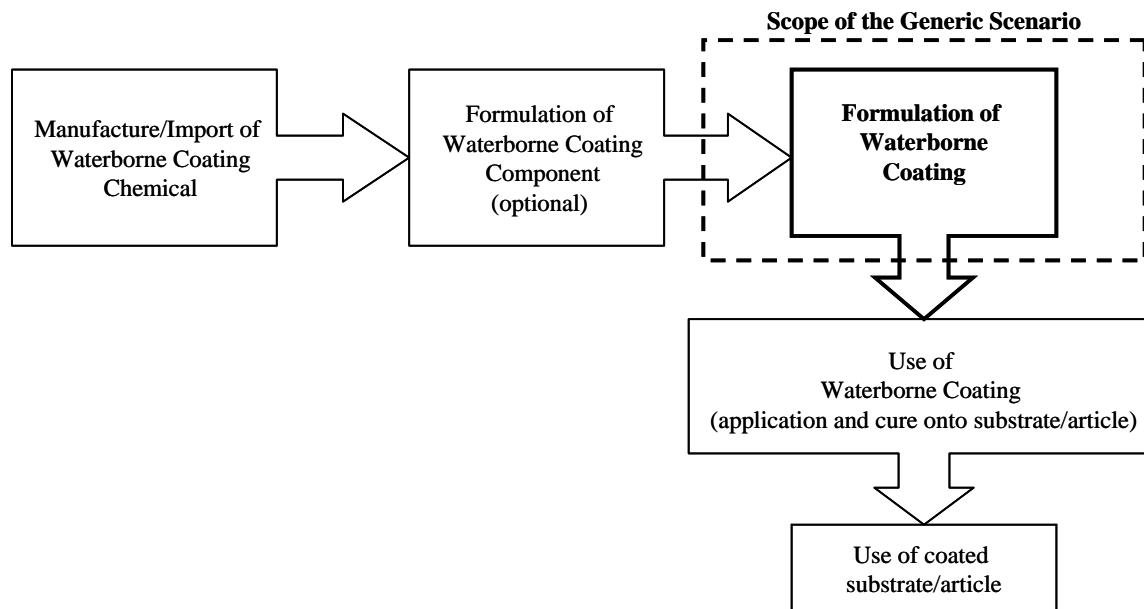 Scope of the Generic Scenario
Manufacture/Import of
Waterborne Coating
Chemical
Formulation of
Waterborne Coating
Component
(optional)
Formulation of
Waterborne
Coating
Use of
Waterborne Coating
(application and cure onto substrate/article)
Use of coated
substrate/article